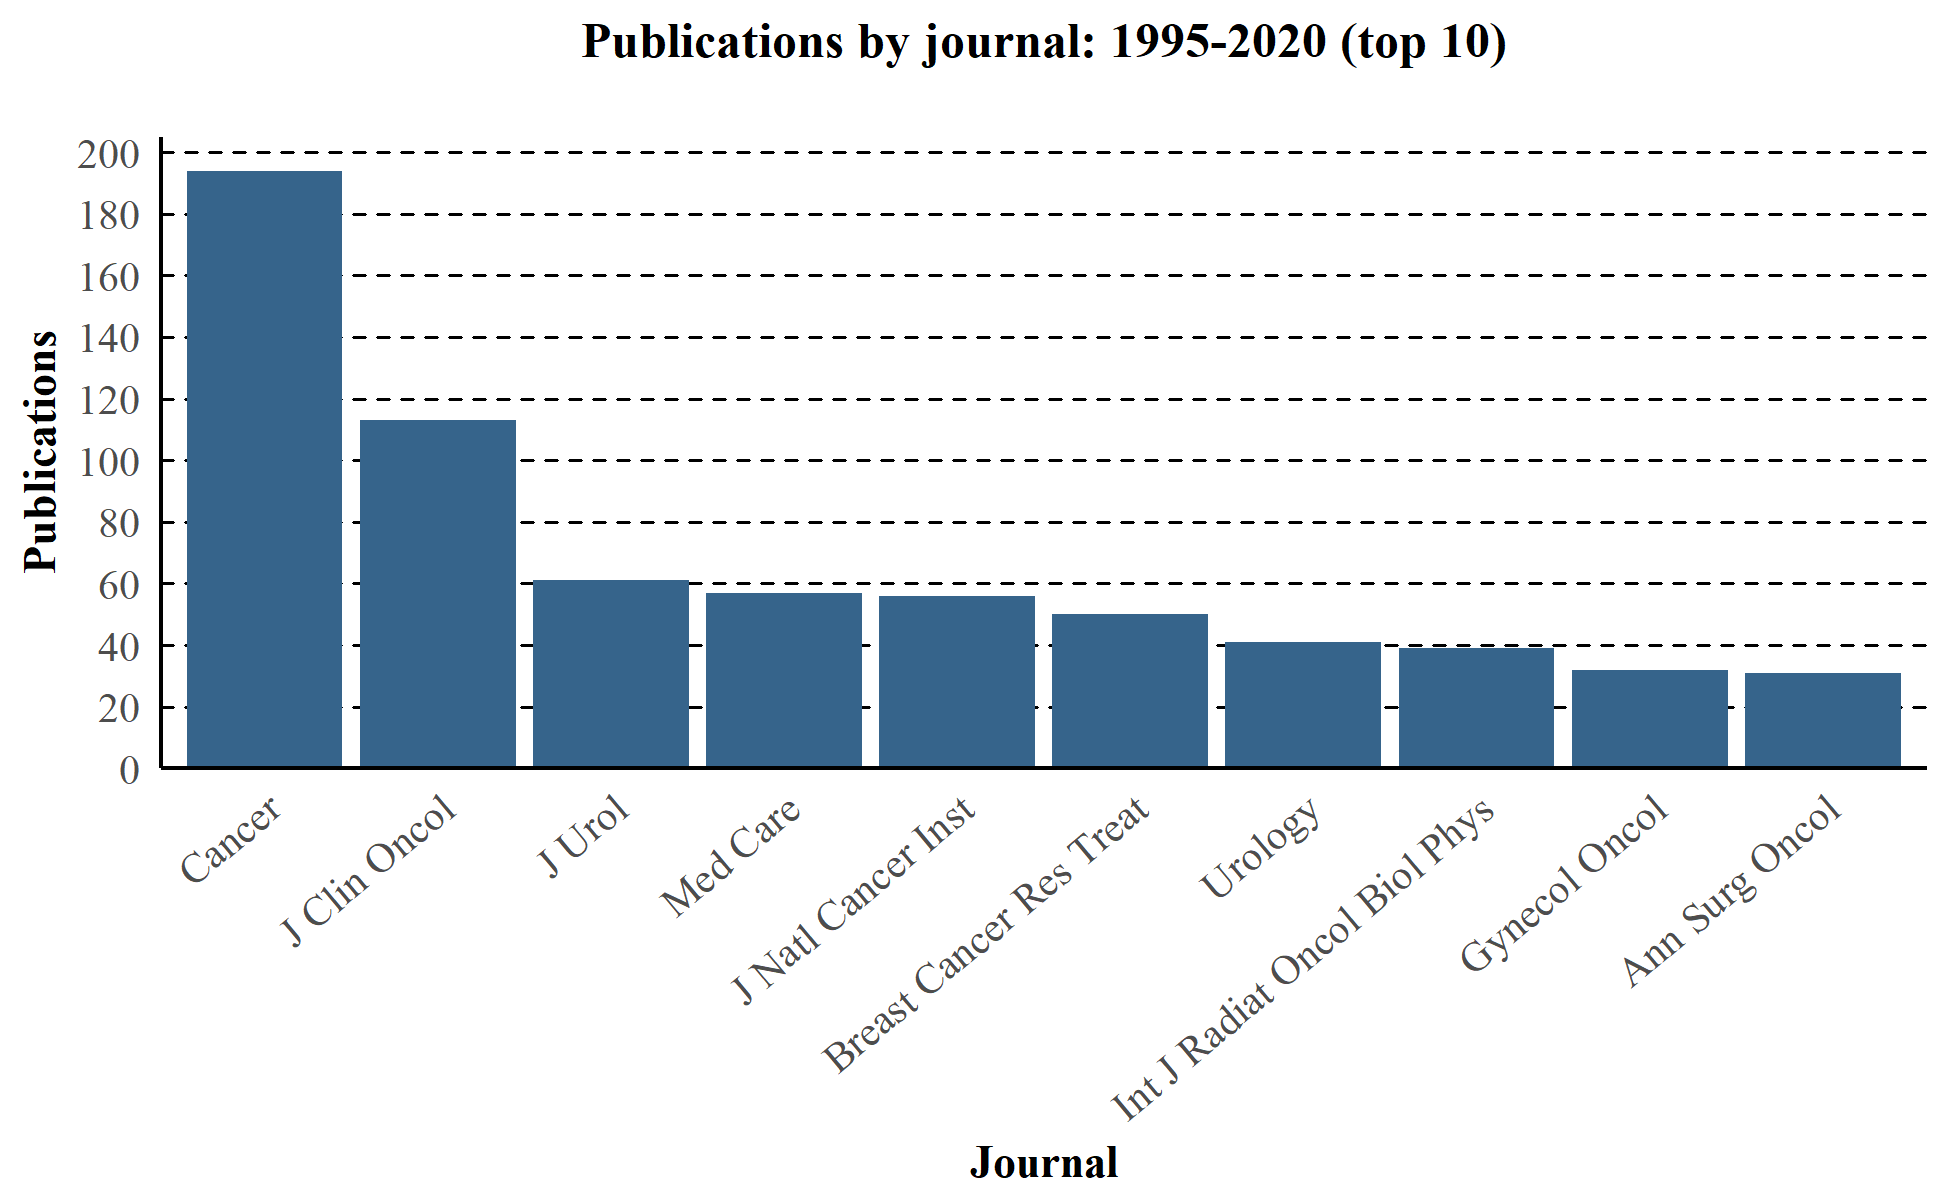 Publications by journal: 1995-2020 (top 10)
Publications
200
180
160
140
120
100
80
60
40
20
0
Cancer
J Clin Oncol
J Urol
Med Care
J Natl Cancer Inst
Breast Cancer Res Treat
Urology
Int J Radiat Oncol Biol Phys
Gynecol Oncol
Ann Surg Oncol
Journal